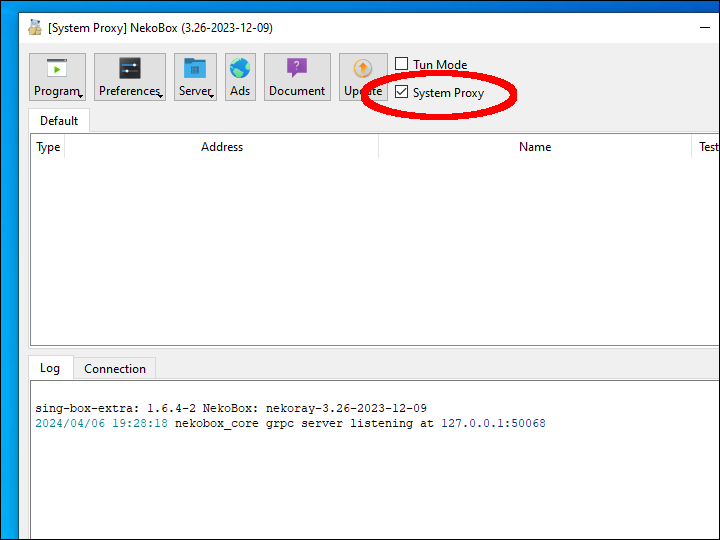 [System Proxy] NekoBox (3.26-2023-12-09)
Program
Preferences
Server
Ads
Document
Update
Tun Mode
System Proxy
Default
Type Address Name Test
Log Connection
sing-box-extra: 1.6.4-2 NekoBox: nekoray-3.26-2023-12-09
2024/04/06 19:28:18 nekobox_core grpc server listening at 127.0.0.1:50068